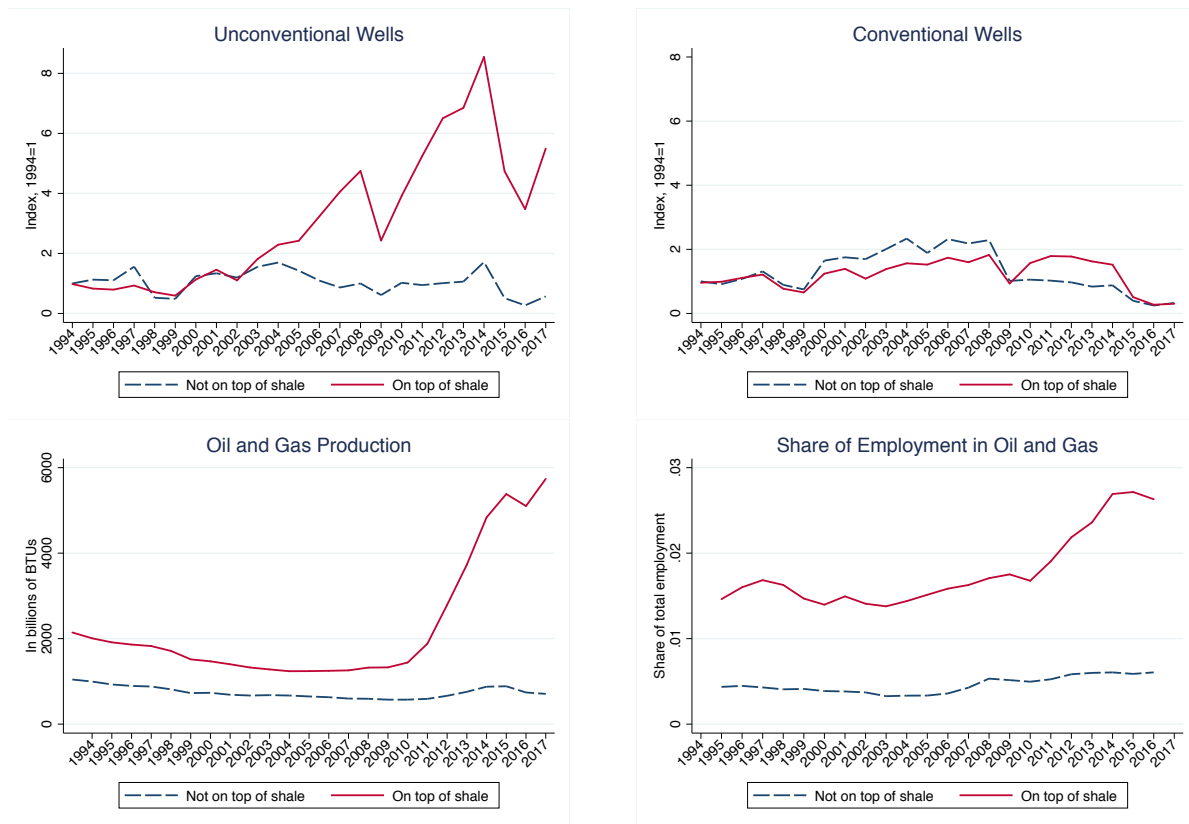 Unconventional Wells
Index, 1994=1
8
6
4
2
0
1994 1995 1996 1997 1998 1999 2000 2001 2002 2003 2004 2005 2006 2007 2008 2009 2010 2011 2012 2013 2014 2015 2016 2017
Not on top of shale On top of shale
Conventional Wells
Index, 1994=1
8
6
4
2
0
1994 1995 1996 1997 1998 1999 2000 2001 2002 2003 2004 2005 2006 2007 2008 2009 2010 2011 2012 2013 2014 2015 2016 2017
Not on top of shale On top of shale
Oil and Gas Production
In billions of BTUs
6000
4000
2000
0
1994 1995 1996 1997 1998 1999 2000 2001 2002 2003 2004 2005 2006 2007 2008 2009 2010 2011 2012 2013 2014 2015 2016 2017
Not on top of shale On top of shale
Share of Employment in Oil and Gas
Share of total employment
.03
.02
.01
0
1994 1995 1996 1997 1998 1999 2000 2001 2002 2003 2004 2005 2006 2007 2008 2009 2010 2011 2012 2013 2014 2015 2016 2017
Not on top of shale On top of shale